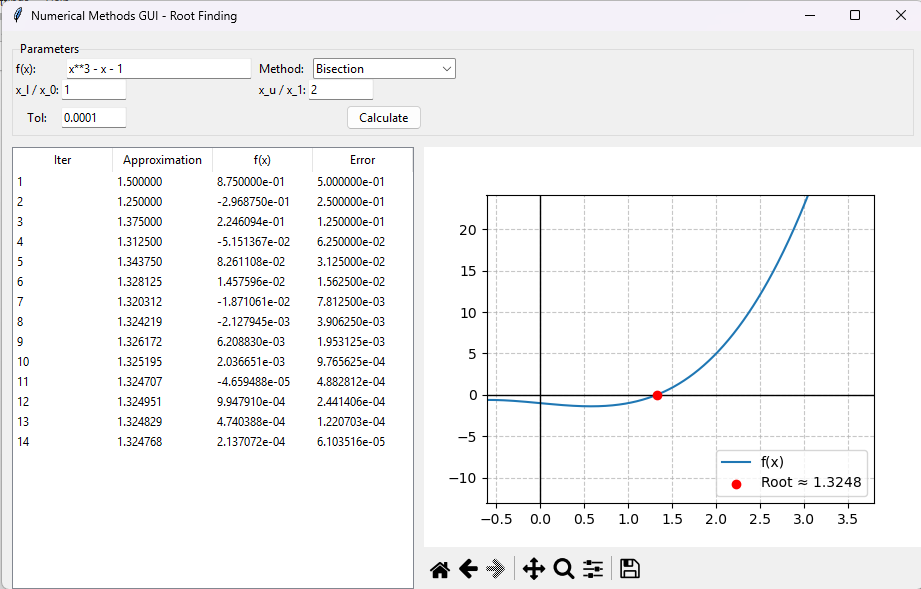 Numerical Methods GUI - Root Finding
Parameters
f(x): x**3 - x - 1 Method: Bisection
x_l / x_0: 1 x_u / x_1: 2
Tol: 0.0001 Calculate
Iter Approximation f(x) Error
1 1.500000 8.750000e-01 5.000000e-01
2 1.250000 -2.968750e-01 2.500000e-01
3 1.375000 2.246094e-01 1.250000e-01
4 1.312500 -5.151367e-02 6.250000e-02
5 1.343750 8.261108e-02 3.125000e-02
6 1.328125 1.457596e-02 1.562500e-02
7 1.320312 -1.871061e-02 7.812500e-03
8 1.324219 -2.127945e-03 3.906250e-03
9 1.326172 6.208830e-03 1.953125e-03
10 1.325195 2.036651e-03 9.765625e-04
11 1.324707 -4.659488e-05 4.882812e-04
12 1.324951 9.947910e-04 2.441406e-04
13 1.324829 4.740388e-04 1.220703e-04
14 1.324768 2.137072e-04 6.103516e-05
20
15
10
5
0
−5
−10
−0.5 0.0 0.5 1.0 1.5 2.0 2.5 3.0 3.5
f(x)
Root ≈ 1.3248